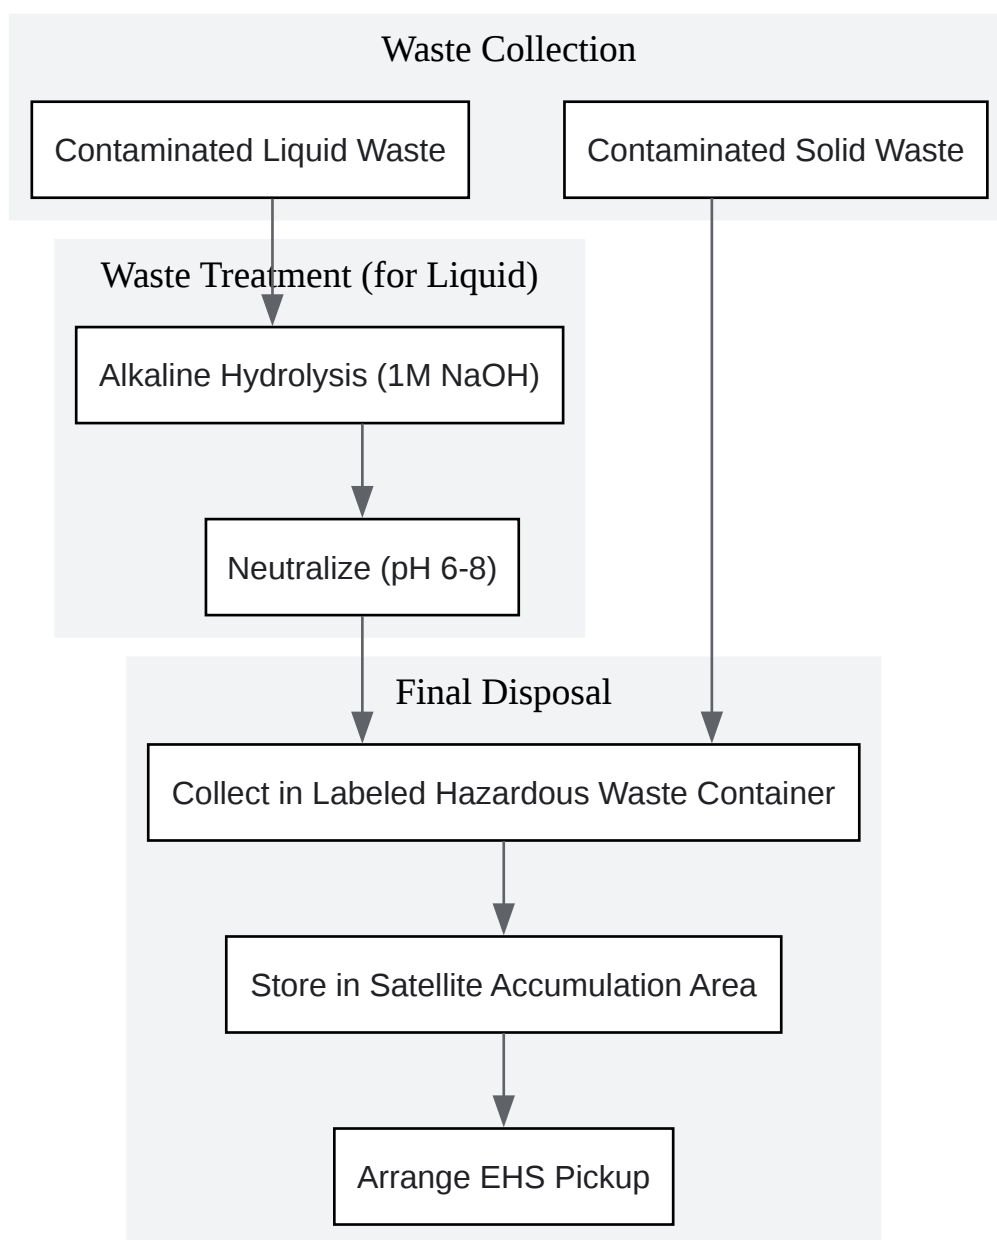 Waste Collection
Contaminated Liquid Waste
Contaminated Solid Waste
Waste Treatment (for Liquid)
Alkaline Hydrolysis (1M NaOH)
Neutralize (pH 6-8)
Final Disposal
Collect in Labeled Hazardous Waste Container
Store in Satellite Accumulation Area
Arrange EHS Pickup